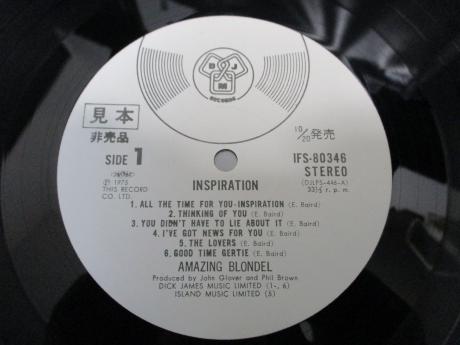 D J M
RECORDS
見本
非売品
10/20発売
SIDE 1
IFS-80346
STEREO
Ⓟ 1975
THIS RECORD
CO. LTD.
(DJLPS-446-A)
33⅓ r. p. m.
INSPIRATION
1. ALL THE TIME FOR YOU-INSPIRATION (E. Baird)
2. THINKING OF YOU (E. Baird)
3. YOU DIDN'T HAVE TO LIE ABOUT IT (E. Baird)
4. I'VE GOT NEWS FOR YOU (E. Baird)
5. THE LOVERS (E. Baird)
6. GOOD TIME GERTIE (E. Baird)
AMAZING BLONDEL
Produced by John Glover and Phil Brown
DICK JAMES MUSIC LIMITED (1-, 6)
ISLAND MUSIC LIMITED (5)